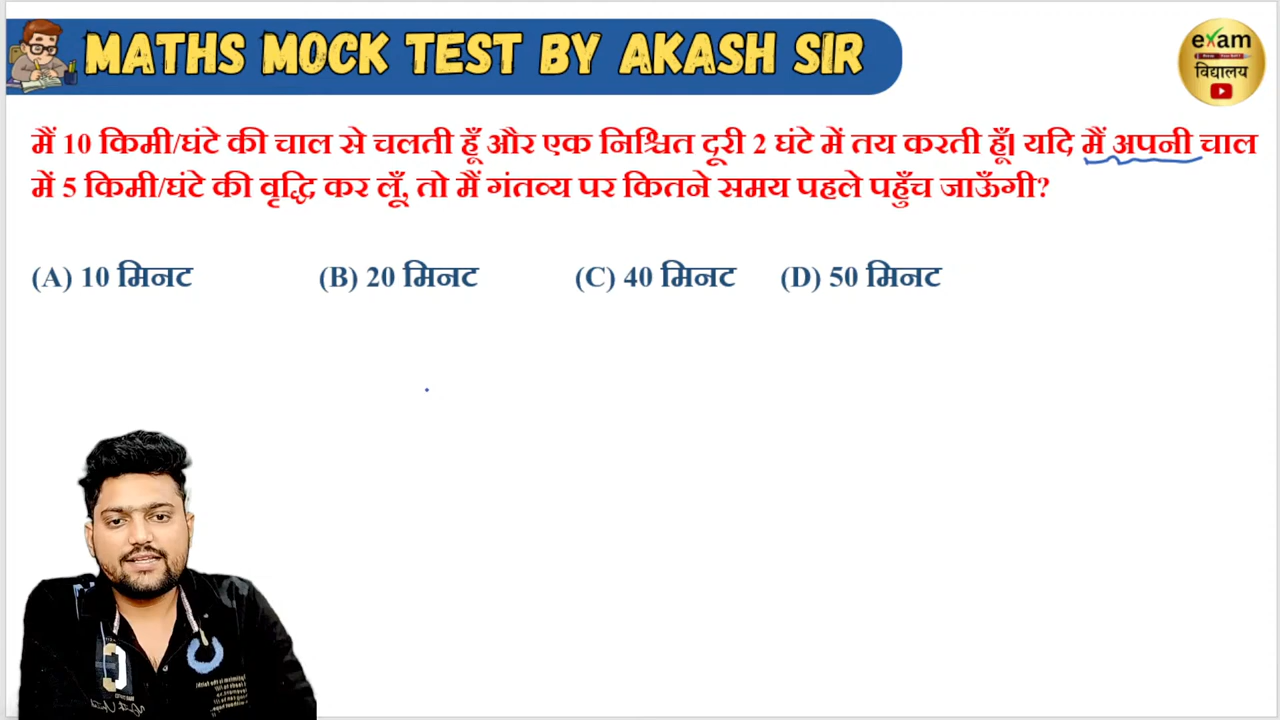 MATHS MOCK TEST BY AKASH SIR
exam
विद्यालय
मैं 10 किमी/घंटे की चाल से चलती हूँ और एक निश्चित दूरी 2 घंटे में तय करती हूँ। यदि मैं अपनी चाल
में 5 किमी/घंटे की वृद्धि कर लूँ, तो मैं गंतव्य पर कितने समय पहले पहुँच जाऊँगी?
(A) 10 मिनट (B) 20 मिनट (C) 40 मिनट (D) 50 मिनट